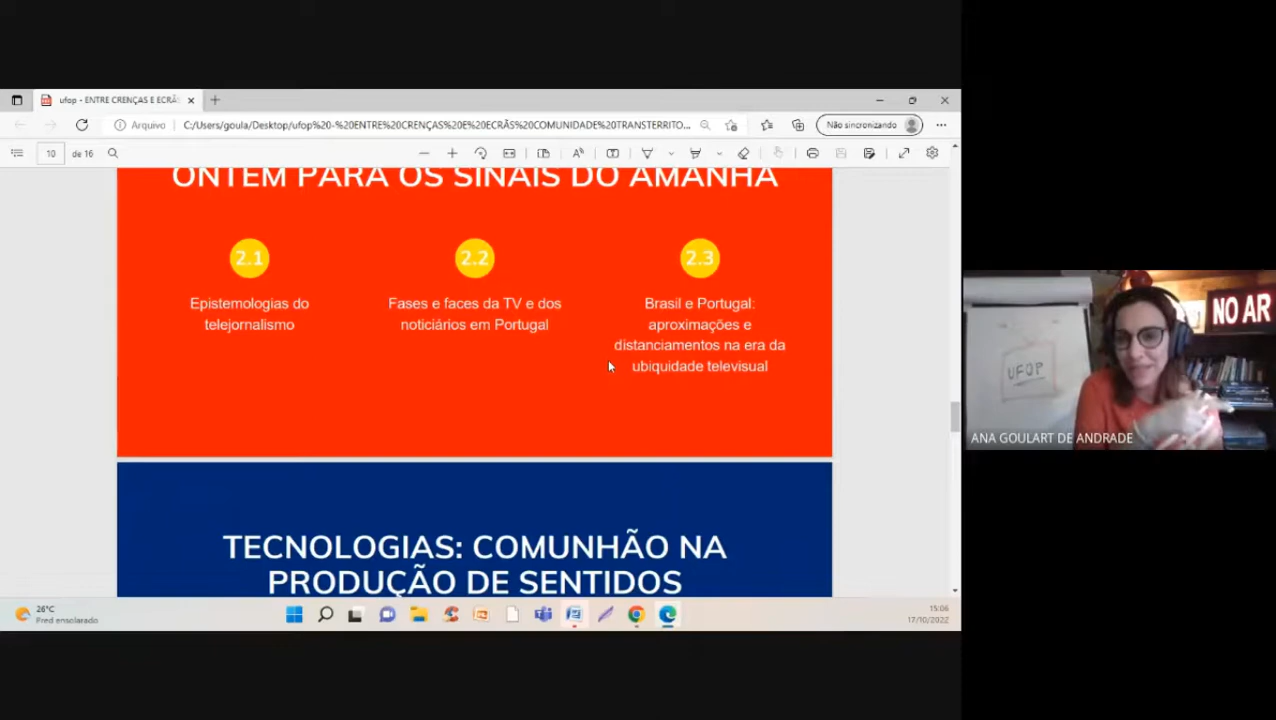 ufop - ENTRE CRENÇAS E ECRÃS
Arquivo
C:/Users/goula/Desktop/ufop%20-%20ENTRE%20CRENÇAS%20E%20ECRÃS%20COMUNIDADE%20TRANSTERRITO...
Não sincronizando
10 de 16
ONTEM PARA OS SINAIS DO AMANHÃ
2.1
2.2
2.3
Epistemologias do
telejornalismo
Fases e faces da TV e dos
noticiários em Portugal
Brasil e Portugal:
aproximações e
distanciamentos na era da
ubiquidade televisual
TECNOLOGIAS: COMUNHÃO NA
PRODUÇÃO DE SENTIDOS
26°C
Pred ensolarado
15:06
17/10/2022
NO AR
UFOP
ANA GOULART DE ANDRADE